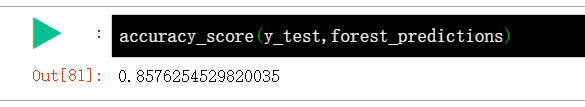 : accuracy_score(y_test,forest_predictions)
Out[81]: 0.8576254529820035